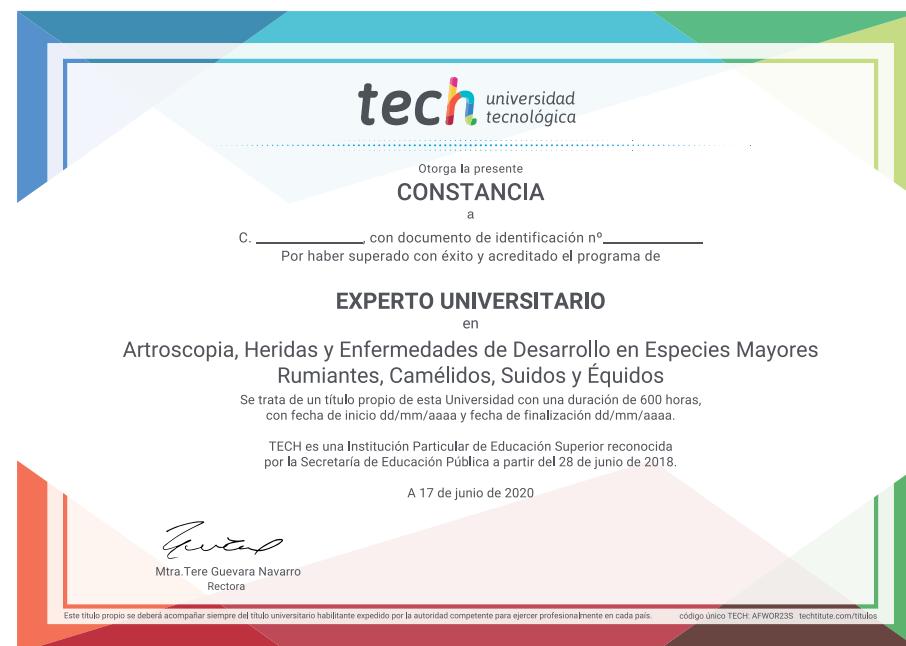 tech universidad
tecnológica
Otorga la presente
CONSTANCIA
a
C. ____________, con documento de identificación nº____________
Por haber superado con éxito y acreditado el programa de
EXPERTO UNIVERSITARIO
en
Artroscopia, Heridas y Enfermedades de Desarrollo en Especies Mayores
Rumiantes, Camélidos, Suidos y Équidos
Se trata de un título propio de esta Universidad con una duración de 600 horas,
con fecha de inicio dd/mm/aaaa y fecha de finalización dd/mm/aaaa.
TECH es una Institución Particular de Educación Superior reconocida
por la Secretaría de Educación Pública a partir del 28 de junio de 2018.
A 17 de junio de 2020
Mtra.Tere Guevara Navarro
Rectora
Este título propio se deberá acompañar siempre del título universitario habilitante expedido por la autoridad competente para ejercer profesionalmente en cada país. código único TECH: AFWOR23S techtitute.com/títulos